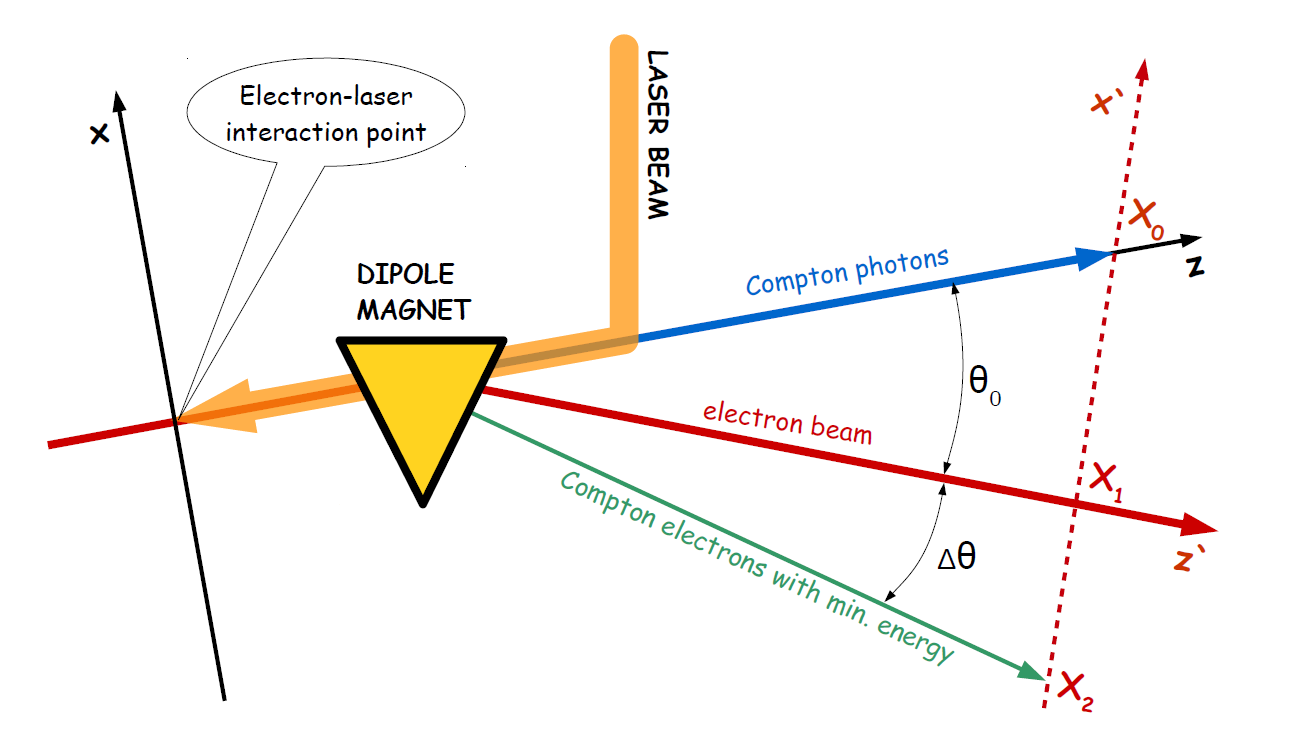 x
Electron-laser
interaction point
LASER BEAM
DIPOLE
MAGNET
x`
X₀
z
Compton photons
θ₀
electron beam
X₁
z`
Δθ
Compton electrons with min. energy
X₂